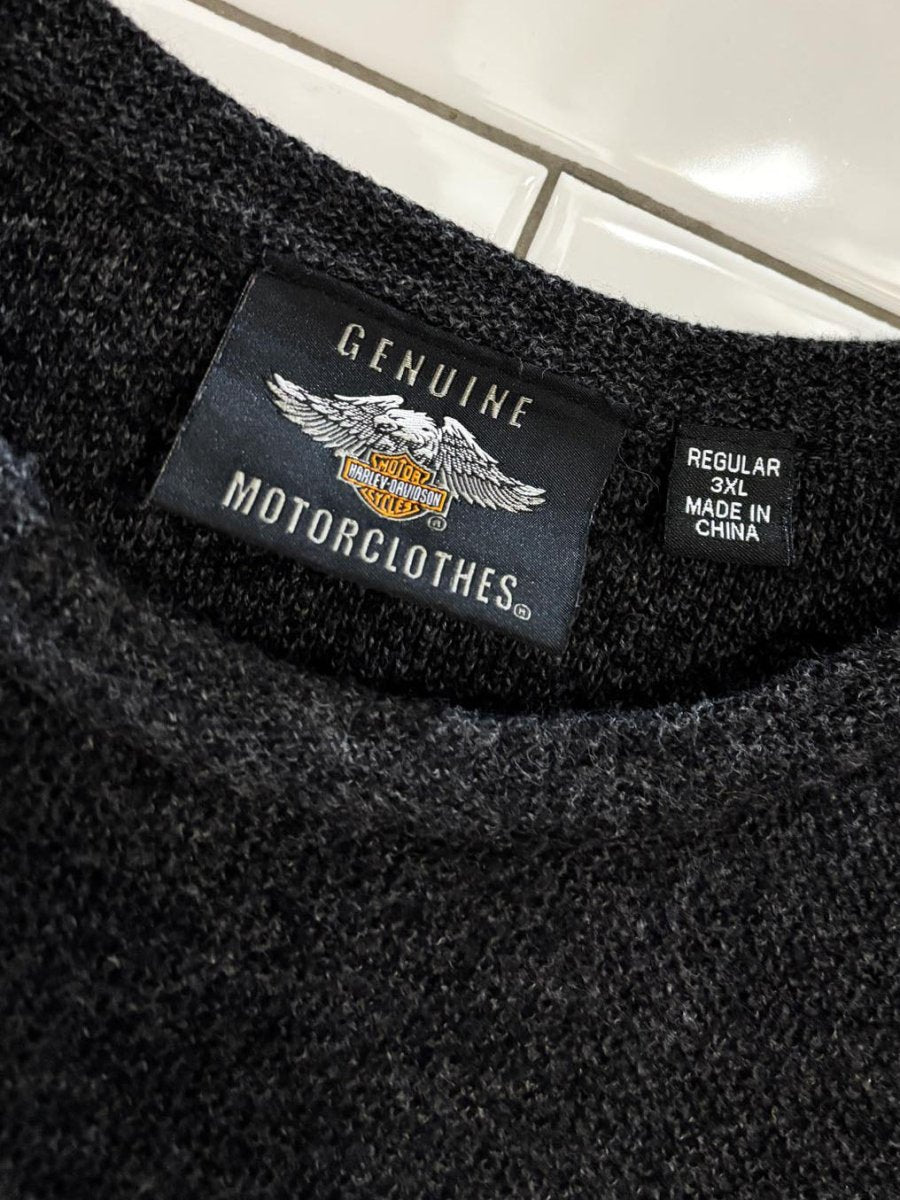 GENUINE
MOTOR
HARLEY-DAVIDSON
CYCLES
®
MOTORCLOTHES®
REGULAR
3XL
MADE IN
CHINA